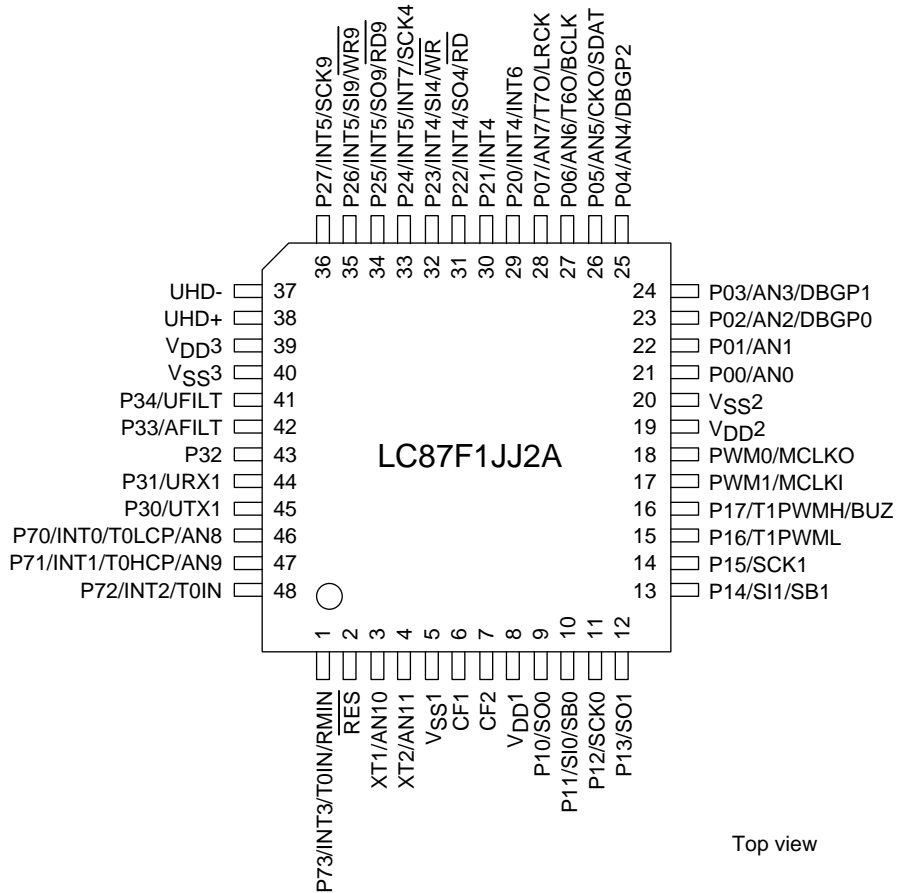 P27/INT5/SCK9
P26/INT5/SI9/W̅R̅9̅
P25/INT5/SO9/R̅D̅9̅
P24/INT5/INT7/SCK4
P23/INT4/SI4/W̅R̅
P22/INT4/SO4/R̅D̅
P21/INT4
P20/INT4/INT6
P07/AN7/T7O/LRCK
P06/AN6/T6O/BCLK
P05/AN5/CKO/SDAT
P04/AN4/DBGP2
36 35 34 33 32 31 30 29 28 27 26 25
UHD- 37
UHD+ 38
VDD3 39
VSS3 40
P34/UFILT 41
P33/AFILT 42
P32 43
P31/URX1 44
P30/UTX1 45
P70/INT0/T0LCP/AN8 46
P71/INT1/T0HCP/AN9 47
P72/INT2/T0IN 48
LC87F1JJ2A
24 P03/AN3/DBGP1
23 P02/AN2/DBGP0
22 P01/AN1
21 P00/AN0
20 VSS2
19 VDD2
18 PWM0/MCLKO
17 PWM1/MCLKI
16 P17/T1PWMH/BUZ
15 P16/T1PWML
14 P15/SCK1
13 P14/SI1/SB1
1 2 3 4 5 6 7 8 9 10 11 12
P73/INT3/T0IN/RMIN
R̅E̅S̅
XT1/AN10
XT2/AN11
VSS1
CF1
CF2
VDD1
P10/SO0
P11/SI0/SB0
P12/SCK0
P13/SO1
Top view